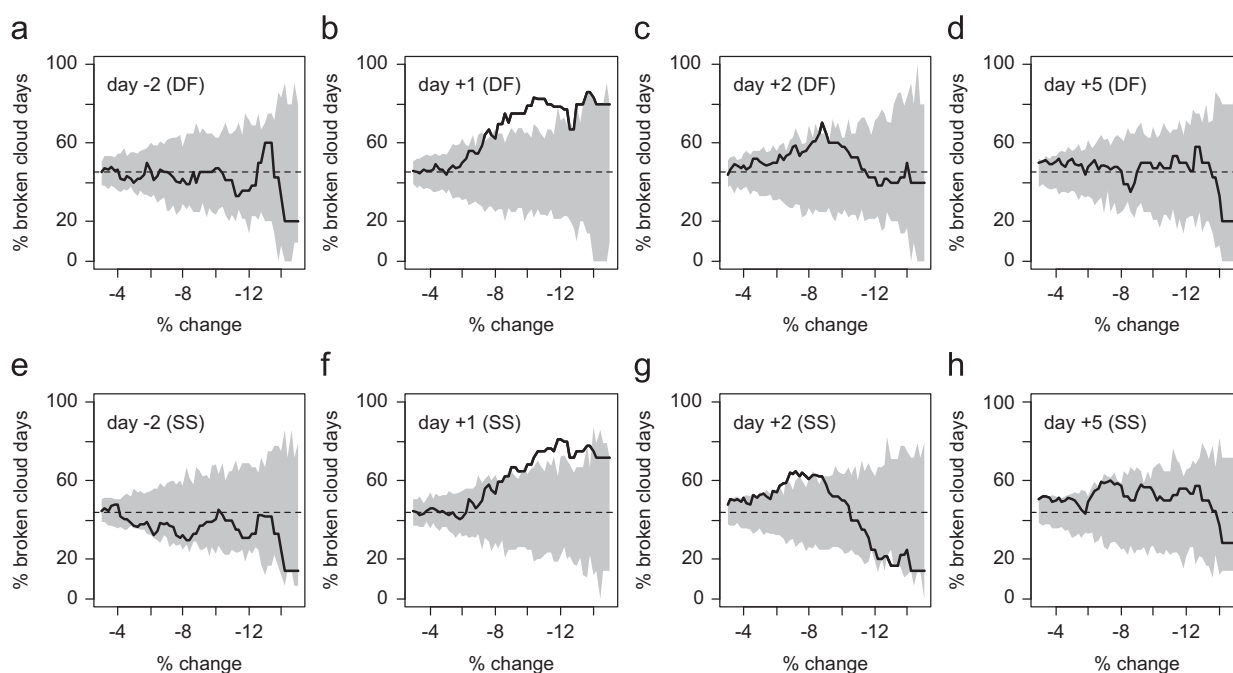 a
b
c
d
% broken cloud days
100
60
20
0
day -2 (DF)
-4
-8
-12
% change
% broken cloud days
100
60
20
0
day +1 (DF)
-4
-8
-12
% change
% broken cloud days
100
60
20
0
day +2 (DF)
-4
-8
-12
% change
% broken cloud days
100
60
20
0
day +5 (DF)
-4
-8
-12
% change
e
f
g
h
% broken cloud days
100
60
20
0
day -2 (SS)
-4
-8
-12
% change
% broken cloud days
100
60
20
0
day +1 (SS)
-4
-8
-12
% change
% broken cloud days
100
60
20
0
day +2 (SS)
-4
-8
-12
% change
% broken cloud days
100
60
20
0
day +5 (SS)
-4
-8
-12
% change